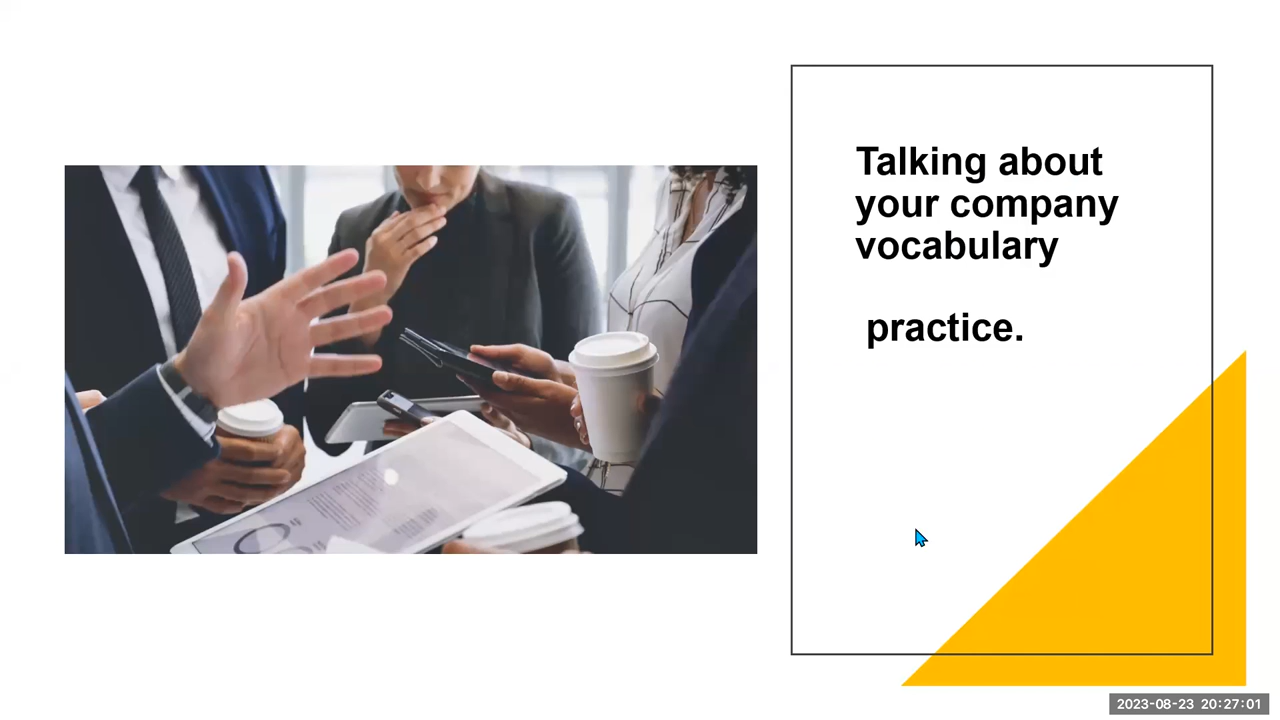 Talking about
your company
vocabulary
practice.
2023-08-23 20:27:01